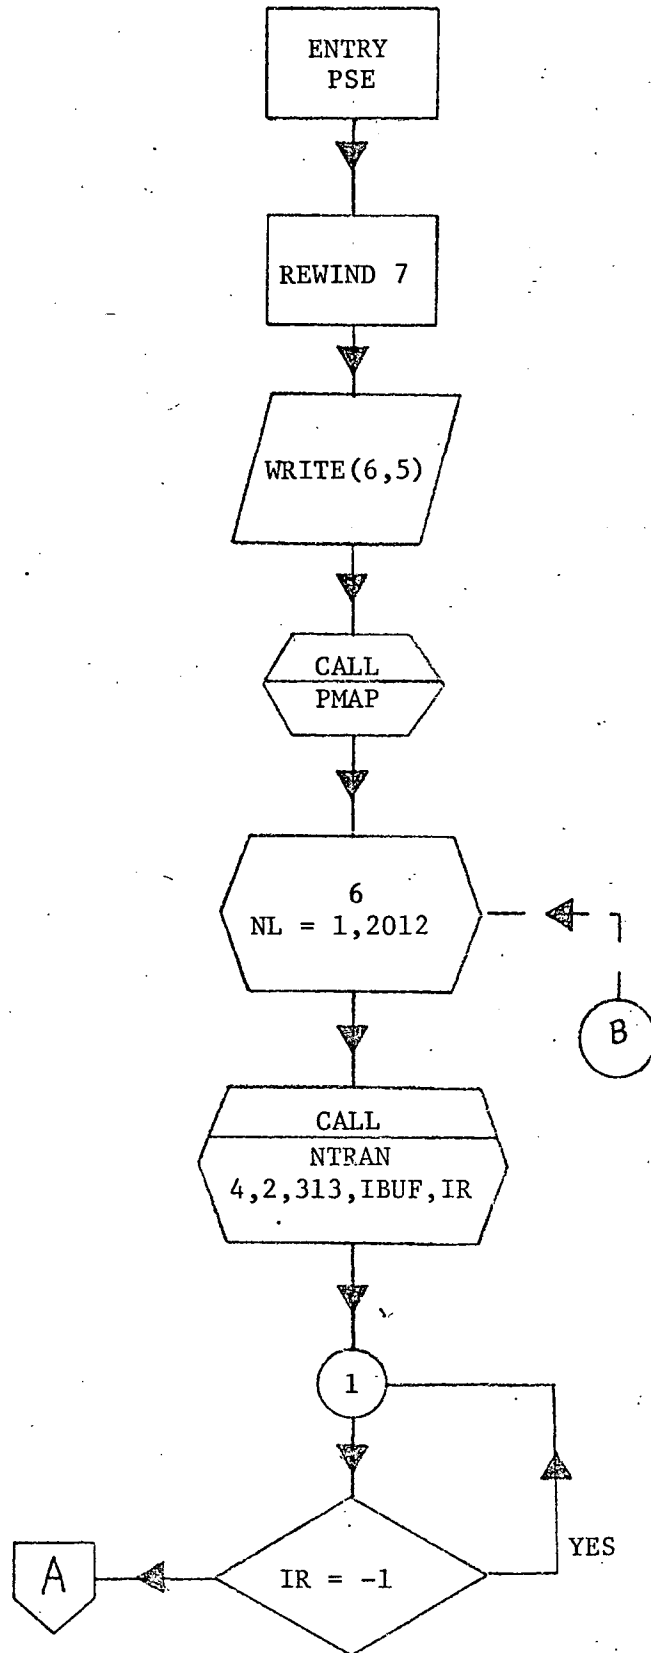 ENTRY
PSE
REWIND 7
WRITE(6,5)
CALL
PMAP
6
NL = 1,2012
B
CALL
NTRAN
4,2,313,IBUF,IR
1
IR = -1
YES
A